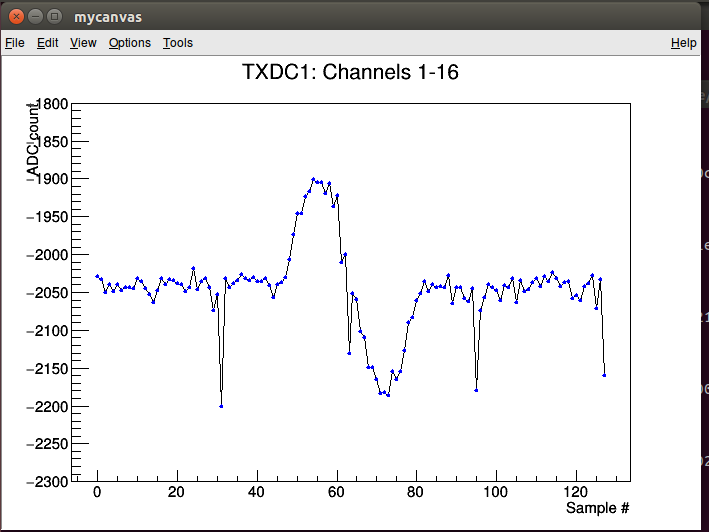 mycanvas
File Edit View Options Tools Help
TXDC1: Channels 1-16
ADC count
−1800
−1850
−1900
−1950
−2000
−2050
−2100
−2150
−2200
−2250
−2300
0 20 40 60 80 100 120
Sample #